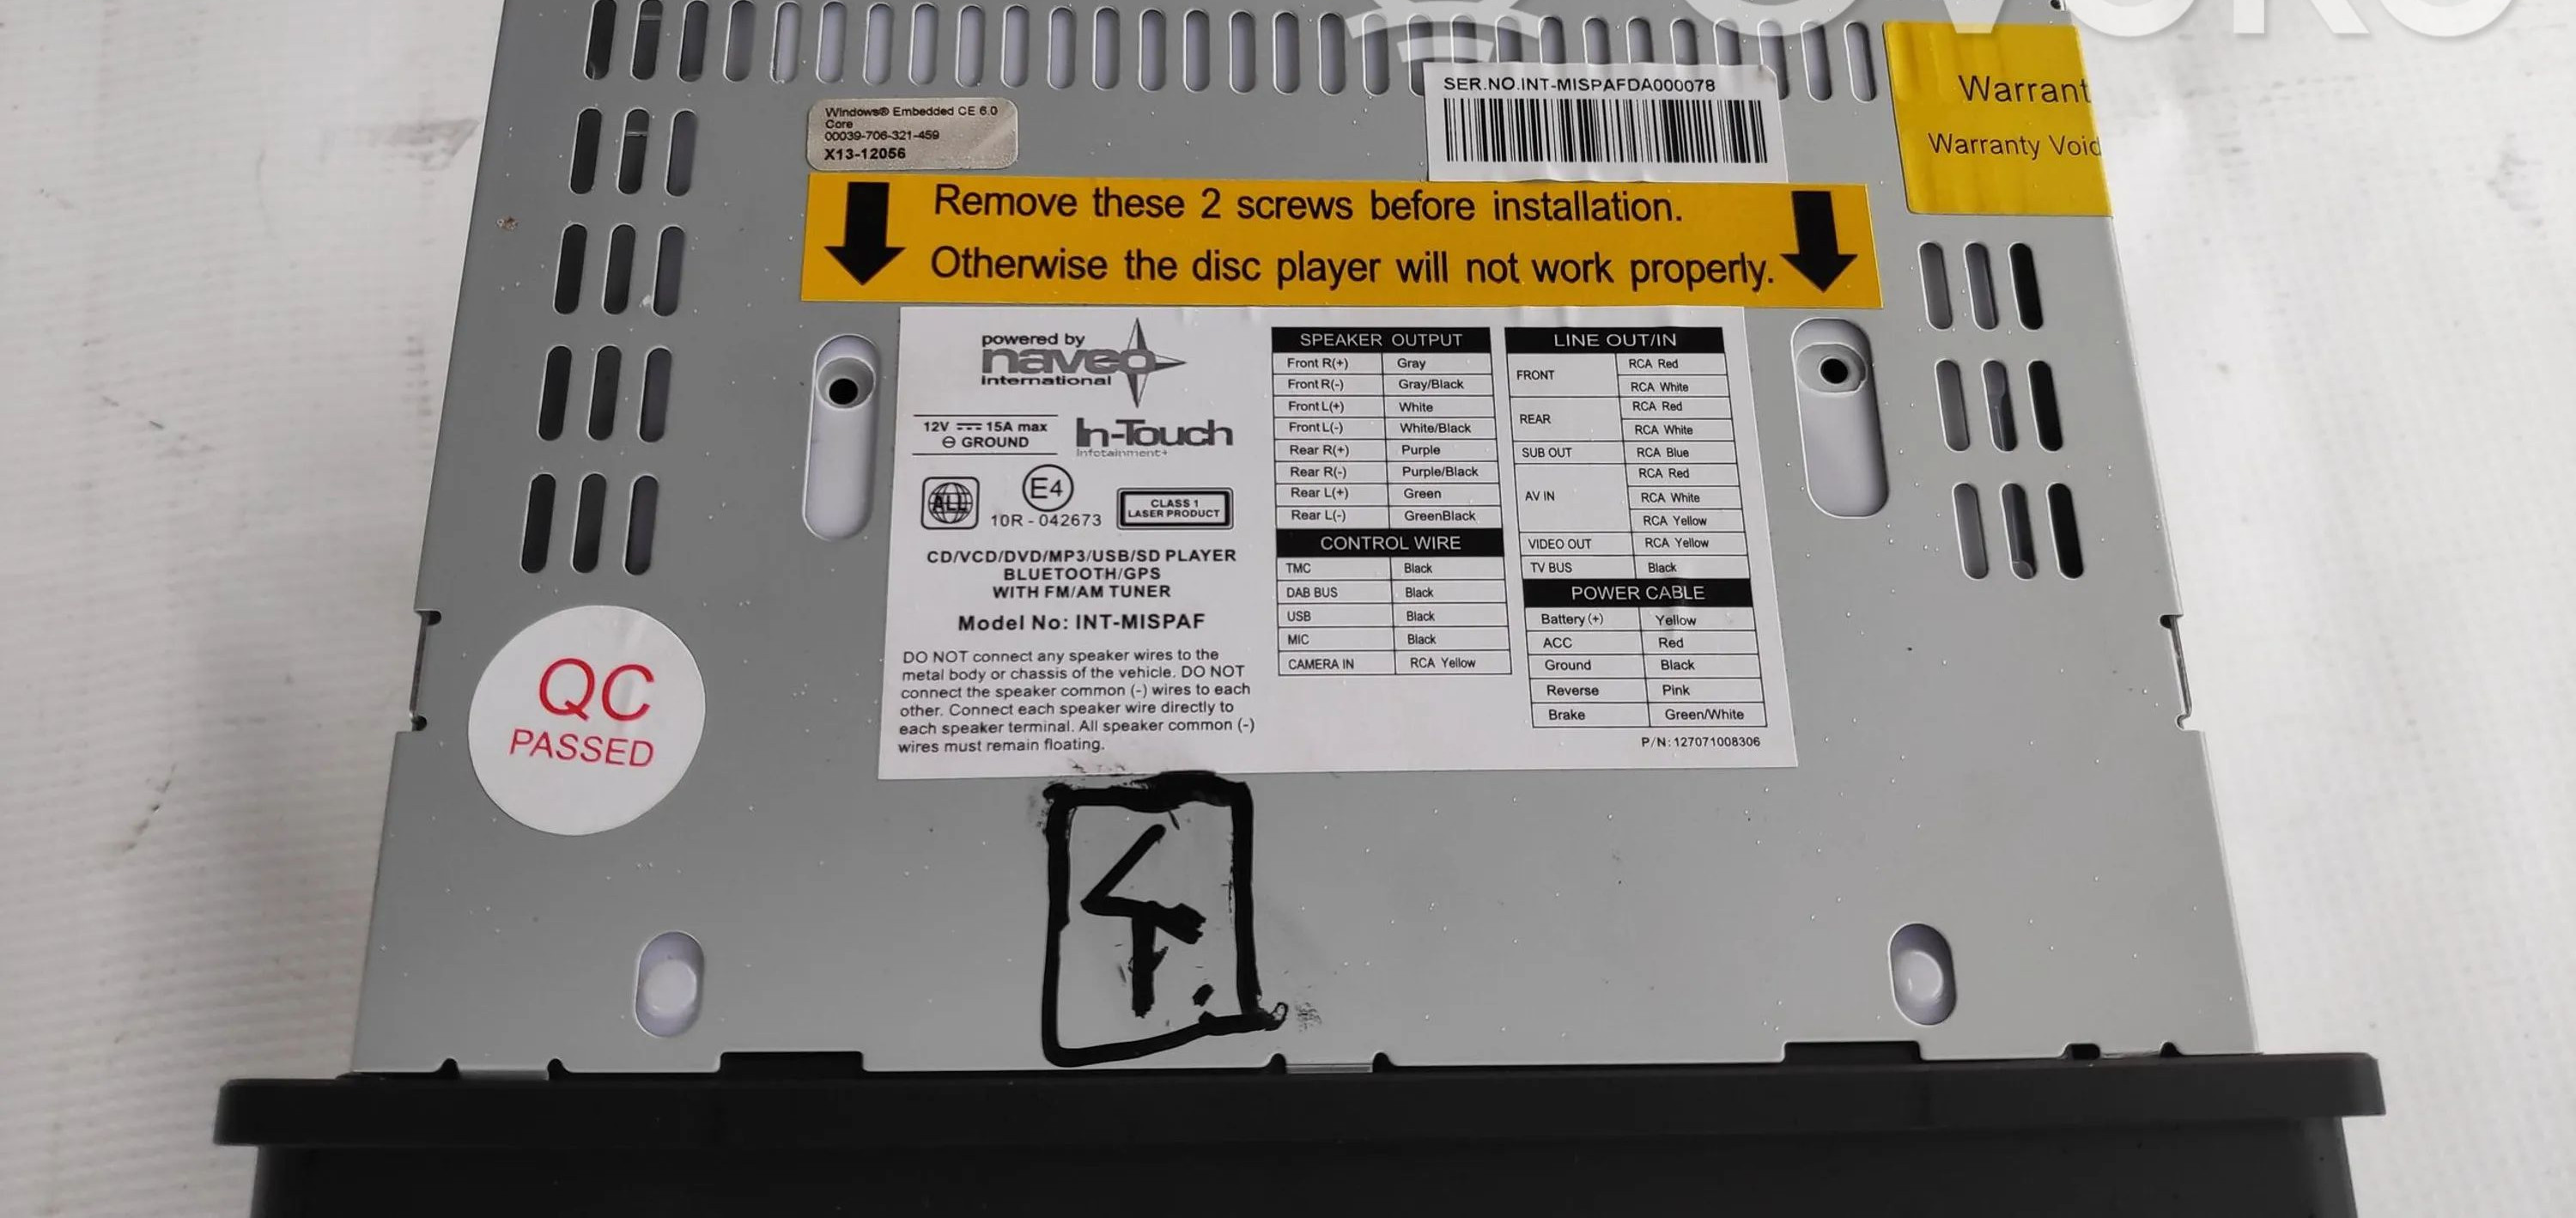 SER.NO.INT-MISPAFDA000078
Warrant
Warranty Void
Windows® Embedded CE 6.0
Core
00039-706-321-459
X13-12056
Remove these 2 screws before installation.
Otherwise the disc player will not work properly.
powered by
naveo
international
12V 15A max
GROUND
In-Touch
Infotainment+
ALL
E4
10R - 042673
CLASS 1
LASER PRODUCT
CD/VCD/DVD/MP3/USB/SD PLAYER
BLUETOOTH/GPS
WITH FM/AM TUNER
Model No: INT-MISPAF
DO NOT connect any speaker wires to the
metal body or chassis of the vehicle. DO NOT
connect the speaker common (-) wires to each
other. Connect each speaker wire directly to
each speaker terminal. All speaker common (-)
wires must remain floating.
SPEAKER OUTPUT
Front R(+) Gray
Front R(-) Gray/Black
Front L(+) White
Front L(-) White/Black
Rear R(+) Purple
Rear R(-) Purple/Black
Rear L(+) Green
Rear L(-) GreenBlack
CONTROL WIRE
TMC Black
DAB BUS Black
USB Black
MIC Black
CAMERA IN RCA Yellow
LINE OUT/IN
FRONT RCA Red
RCA White
REAR RCA Red
RCA White
SUB OUT RCA Blue
AV IN RCA Red
RCA White
RCA Yellow
VIDEO OUT RCA Yellow
TV BUS Black
POWER CABLE
Battery (+) Yellow
ACC Red
Ground Black
Reverse Pink
Brake Green/White
P/N: 127071008306
QC
PASSED